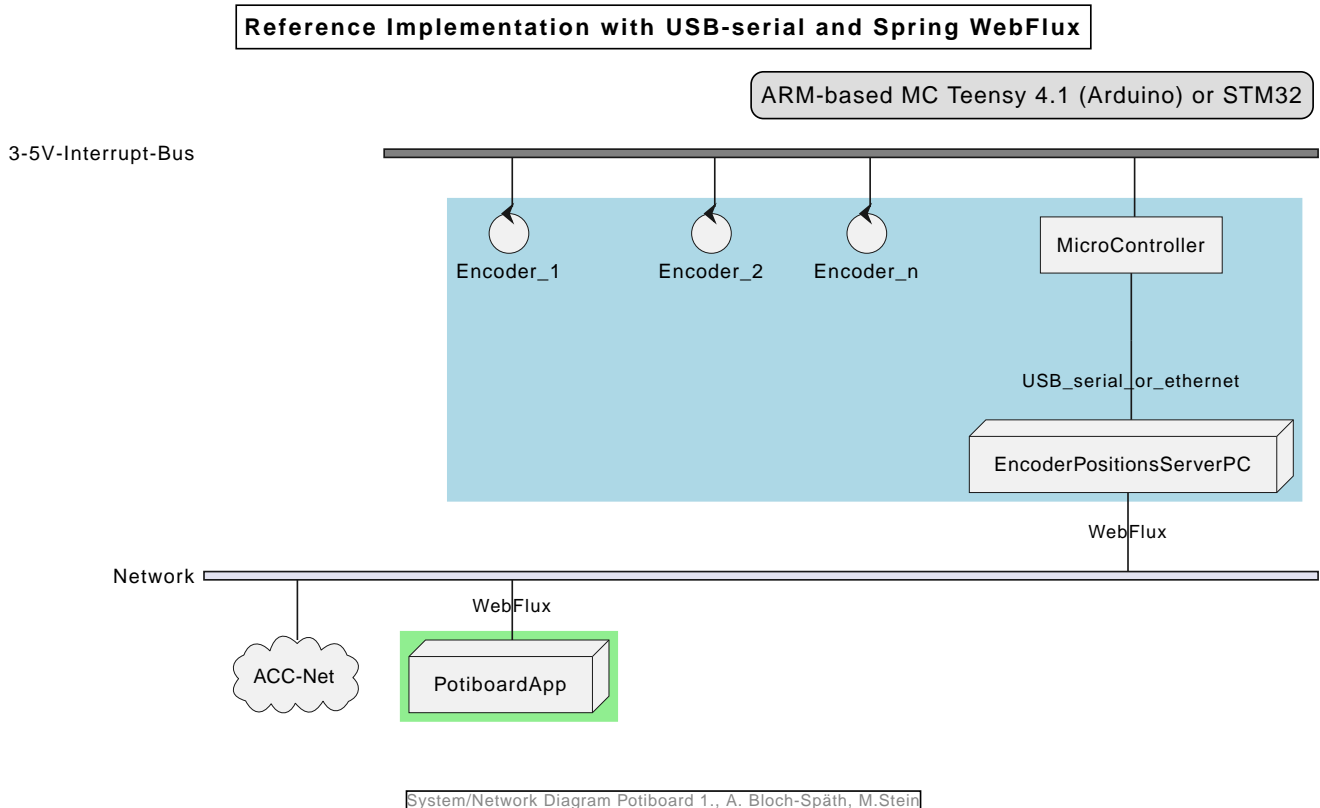 Reference Implementation with USB-serial and Spring WebFlux
ARM-based MC Teensy 4.1 (Arduino) or STM32
3-5V-Interrupt-Bus
MicroController
Encoder_1
Encoder_2
Encoder_n
USB_serial_or_ethernet
EncoderPositionsServerPC
WebFlux
Network
WebFlux
ACC-Net
PotiboardApp
System/Network Diagram Potiboard 1., A. Bloch-Späth, M.Stein